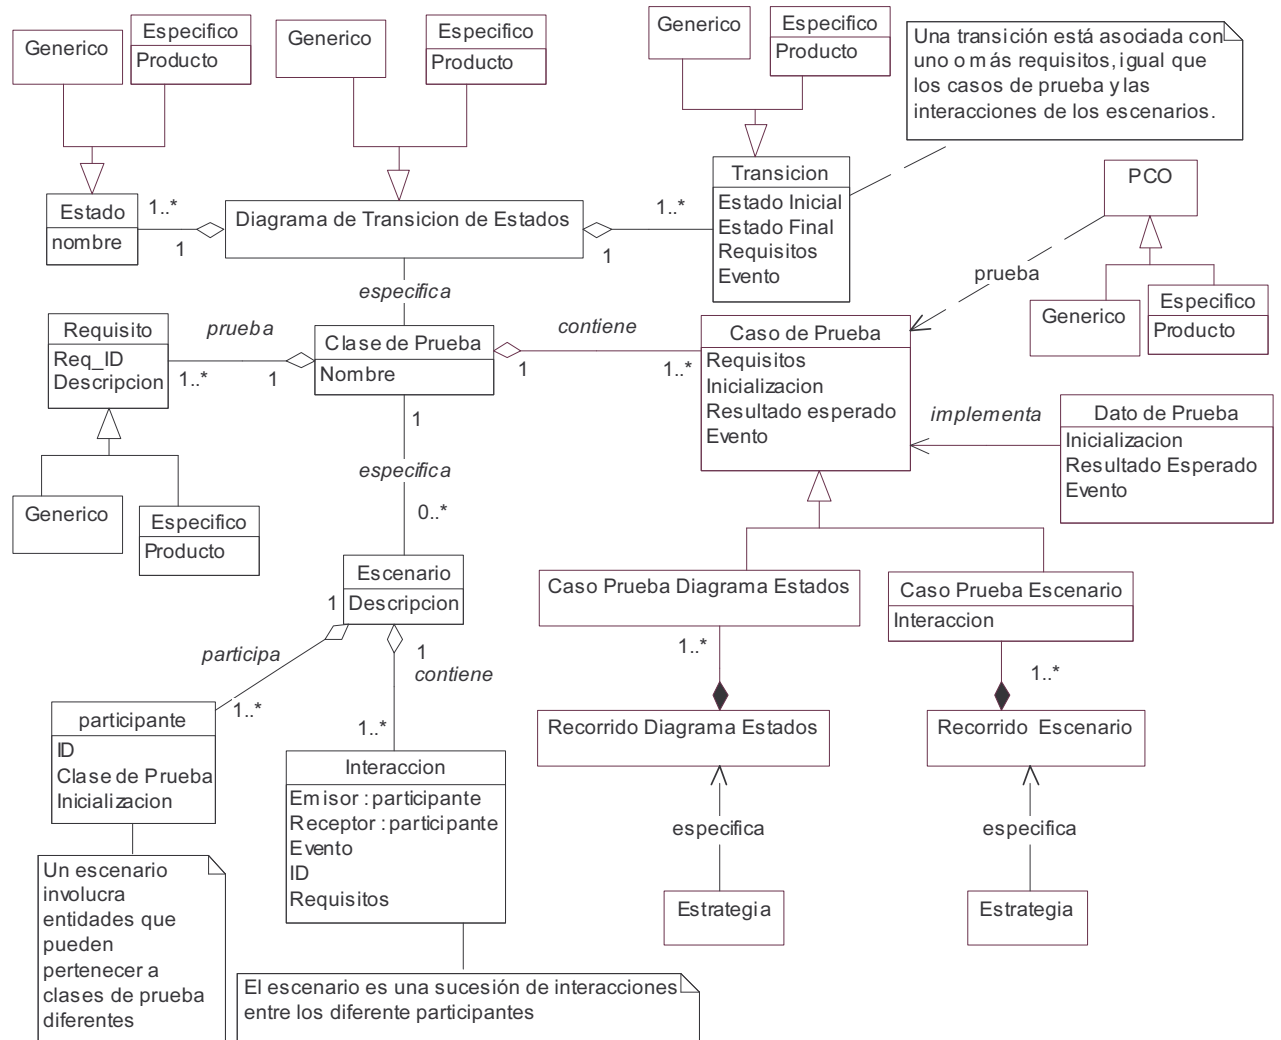 Generico
Especifico
Producto
Generico
Especifico
Producto
Generico
Especifico
Producto
Una transición está asociada con
uno o más requisitos, igual que
los casos de prueba y las
interacciones de los escenarios.
Estado
nombre
1..*
1
Diagrama de Transicion de Estados
1
1..*
Transicion
Estado Inicial
Estado Final
Requisitos
Evento
PCO
prueba
Generico
Especifico
Producto
especifica
Requisito
Req_ID
Descripcion
prueba
1..*
1
Clase de Prueba
Nombre
contiene
1
1..*
Caso de Prueba
Requisitos
Inicializacion
Resultado esperado
Evento
implementa
Dato de Prueba
Inicializacion
Resultado Esperado
Evento
Generico
Especifico
Producto
1
especifica
0..*
Escenario
Descripcion
1
participa
1..*
1
contiene
1..*
Caso Prueba Diagrama Estados
1..*
Caso Prueba Escenario
Interaccion
1..*
participante
ID
Clase de Prueba
Inicializacion
Interaccion
Emisor : participante
Receptor : participante
Evento
ID
Requisitos
Recorrido Diagrama Estados
Recorrido Escenario
especifica
especifica
Estrategia
Estrategia
Un escenario
involucra
entidades que
pueden
pertenecer a
clases de prueba
diferentes
El escenario es una sucesión de interacciones
entre los diferente participantes